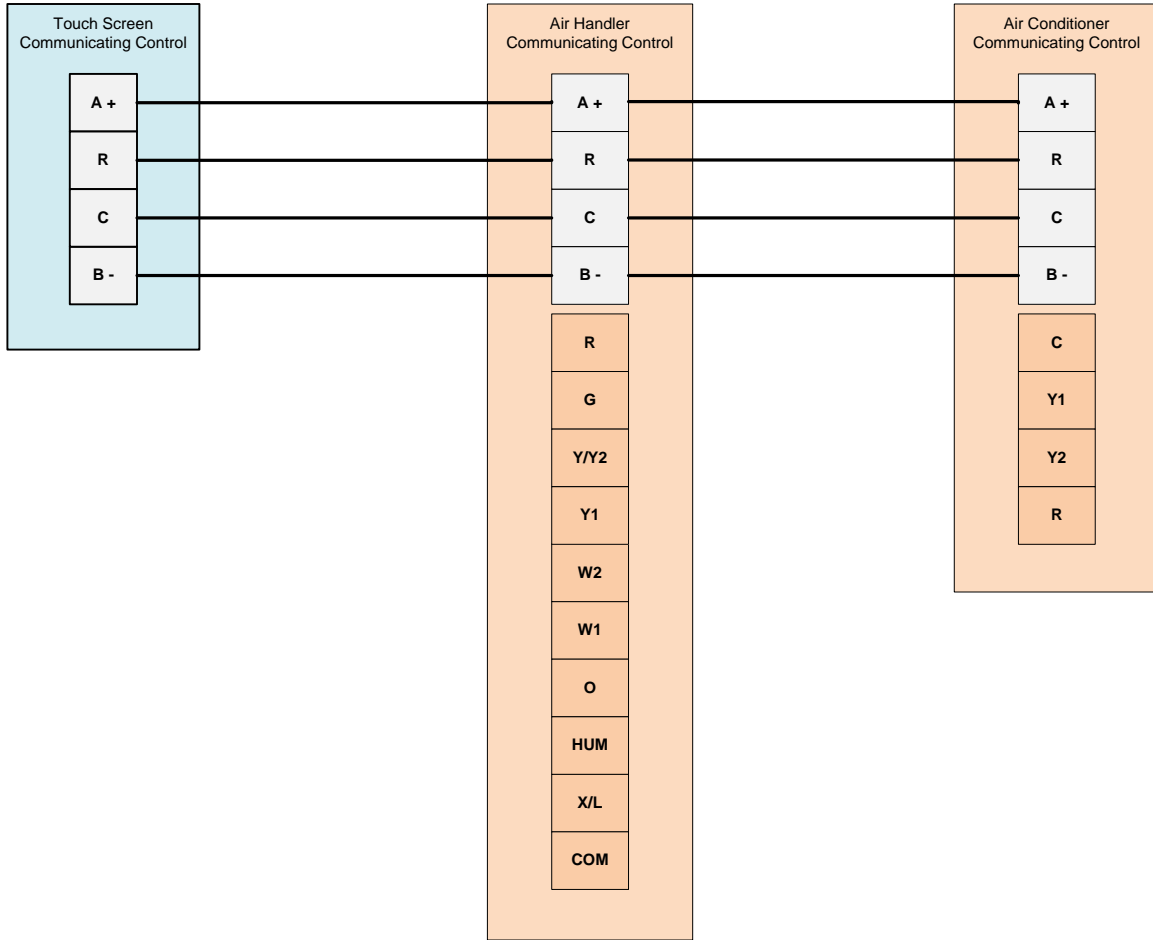 Touch Screen
Communicating Control
A +
R
C
B -
Air Handler
Communicating Control
A +
R
C
B -
R
G
Y/Y2
Y1
W2
W1
O
HUM
X/L
COM
Air Conditioner
Communicating Control
A +
R
C
B -
C
Y1
Y2
R